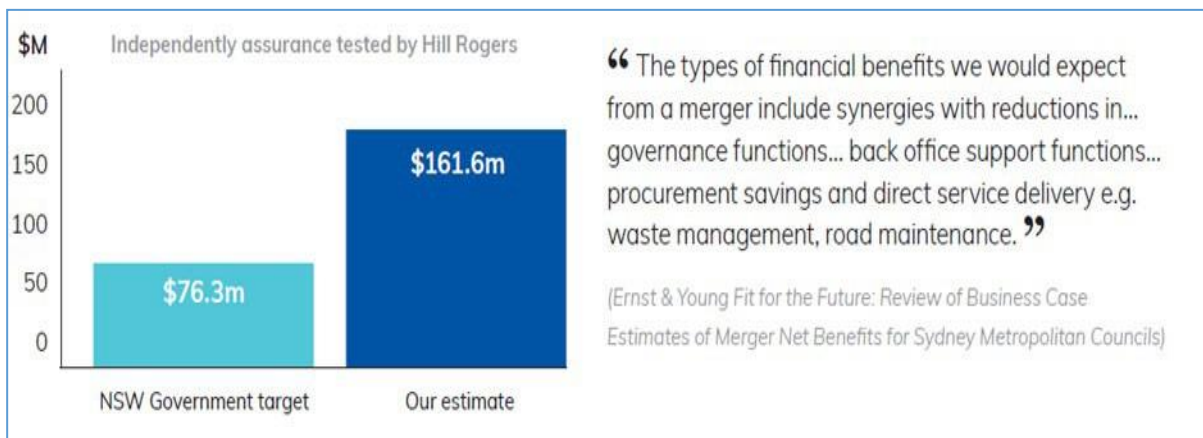 $M
Independently assurance tested by Hill Rogers
200
150
100
50
0
$76.3m
$161.6m
NSW Government target
Our estimate
“ The types of financial benefits we would expect
from a merger include synergies with reductions in...
governance functions... back office support functions...
procurement savings and direct service delivery e.g.
waste management, road maintenance. ”
(Ernst & Young Fit for the Future: Review of Business Case
Estimates of Merger Net Benefits for Sydney Metropolitan Councils)